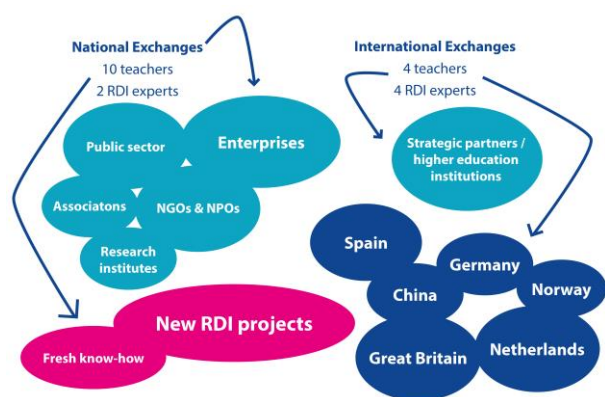 National Exchanges
10 teachers
2 RDI experts
Public sector
Enterprises
Associatons
NGOs & NPOs
Research
institutes
New RDI projects
Fresh know-how
International Exchanges
4 teachers
4 RDI experts
Strategic partners /
higher education
institutions
Spain
Germany
China
Norway
Great Britain
Netherlands